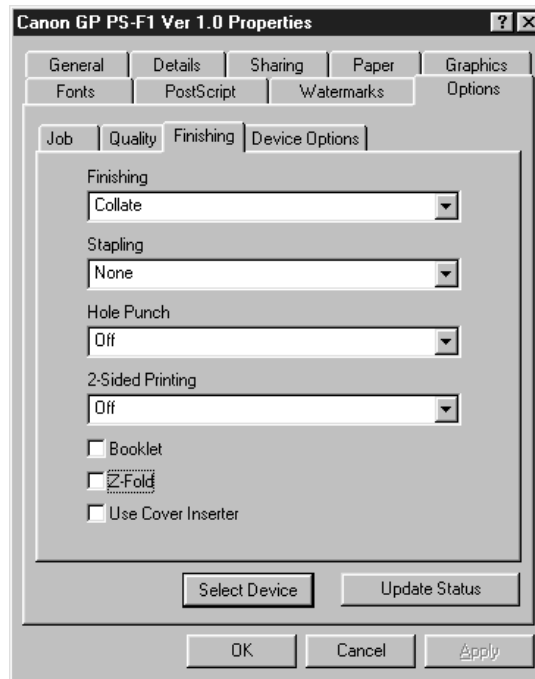 Canon GP PS-F1 Ver 1.0 Properties
General Details Sharing Paper Graphics
Fonts PostScript Watermarks Options
Job Quality Finishing Device Options
Finishing
Collate
Stapling
None
Hole Punch
Off
2-Sided Printing
Off
Booklet
Z-Fold
Use Cover Inserter
Select Device Update Status
OK Cancel Apply